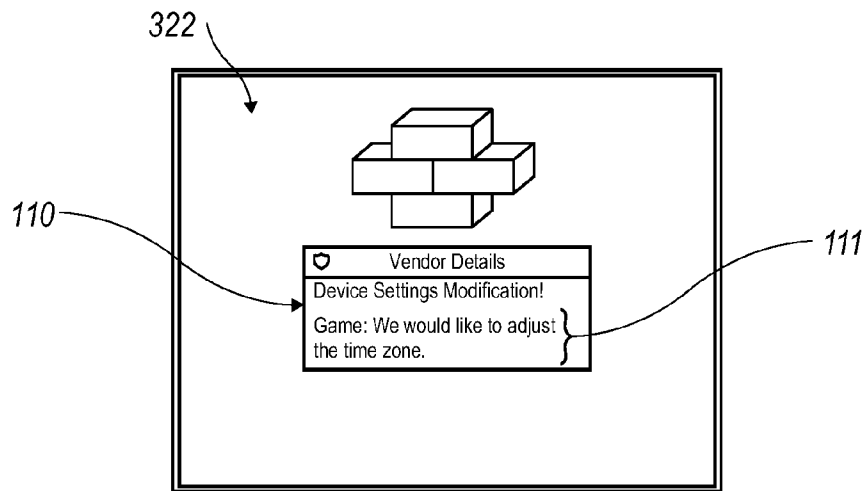 322
110
111
Vendor Details
Device Settings Modification!
Game: We would like to adjust
the time zone.